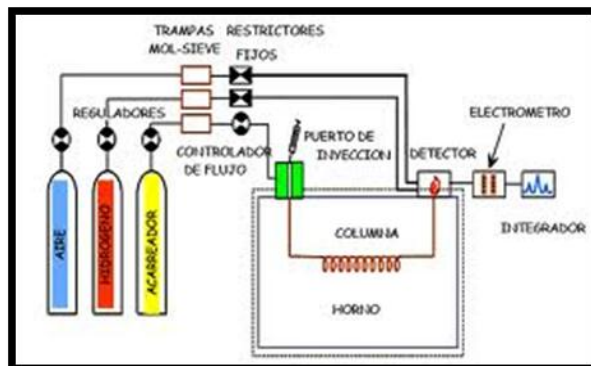 TRAMPAS RESTRICTORES
MOL-SIEVE FIJOS
REGULADORES
ELECTROMETRO
PUERTO DE
INYECCION
DETECTOR
CONTROLADOR
DE FLUJO
AIRE
HIDROGENO
ACARREADOR
COLUMNA
INTEGRADOR
HORNO